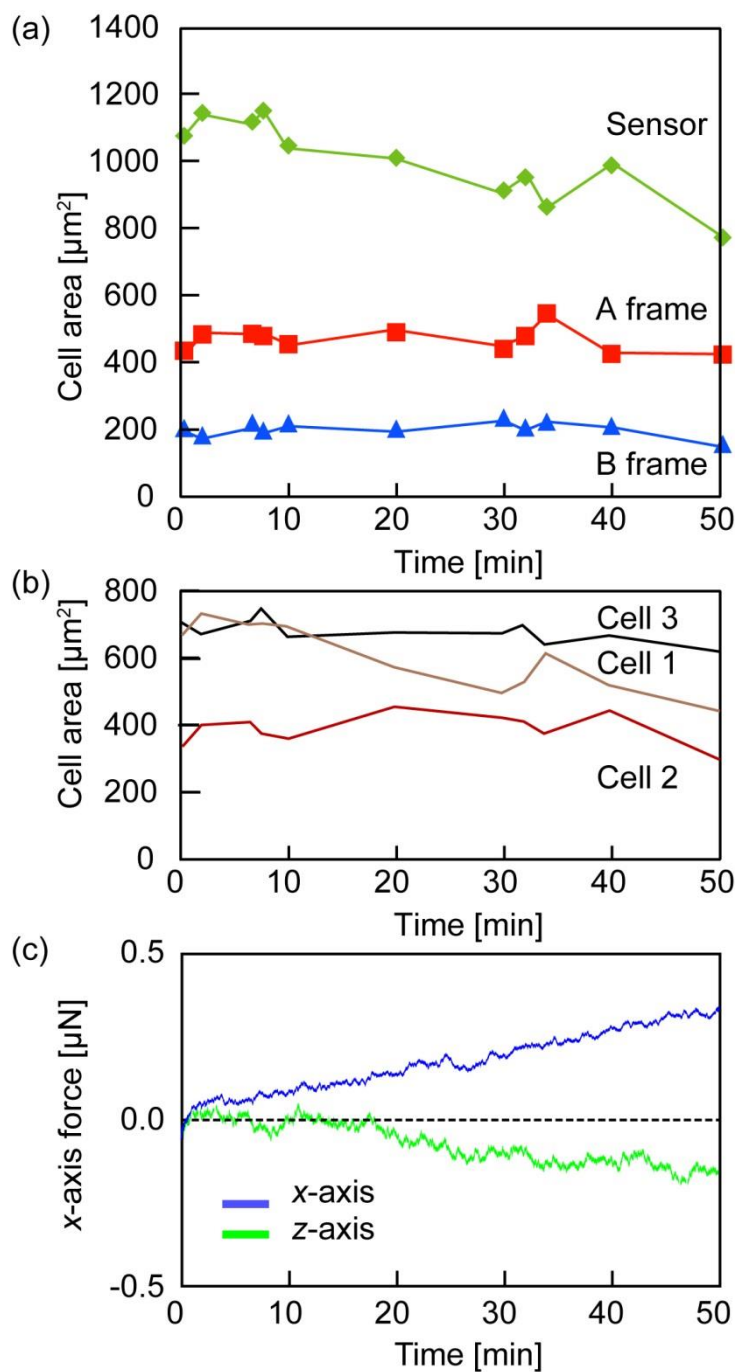 (a)
1400
1200
1000
800
600
400
200
0
Cell area [µm²]
Sensor
A frame
B frame
0 10 20 30 40 50
Time [min]
(b)
800
600
400
200
0
Cell area [µm²]
Cell 3
Cell 1
Cell 2
0 10 20 30 40 50
Time [min]
(c)
0.5
0.0
-0.5
x-axis force [µN]
x-axis
z-axis
0 10 20 30 40 50
Time [min]